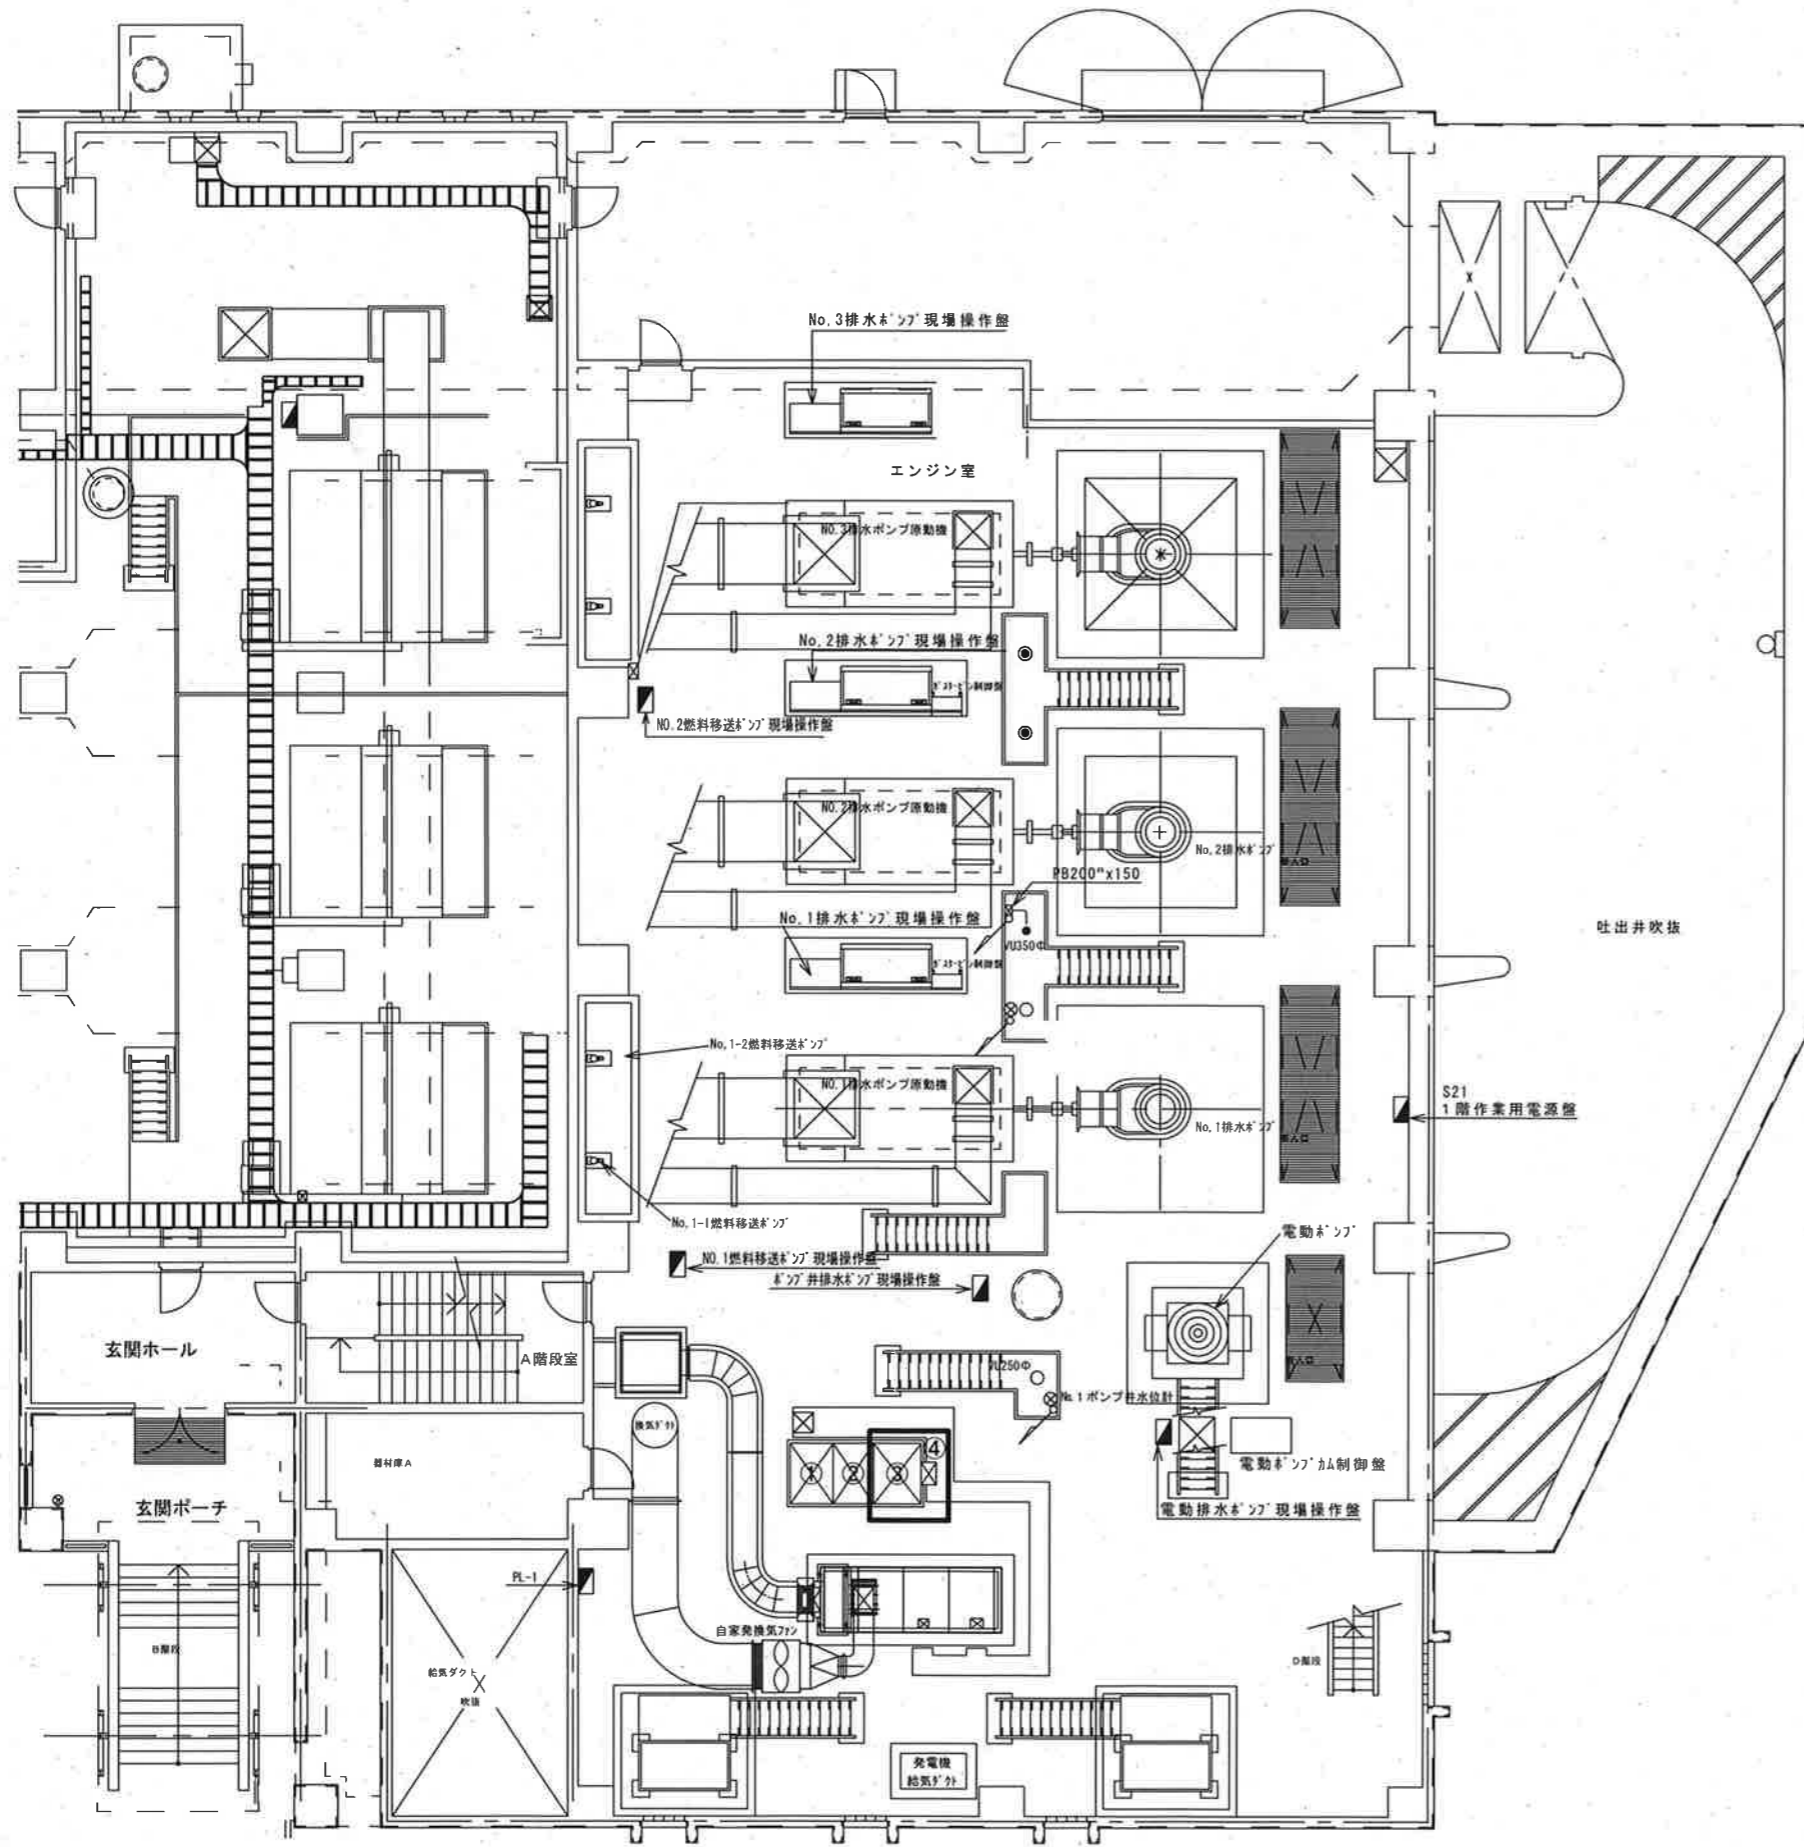 No.3排水ポンプ現場操作盤
エンジン室
NO.3排水ポンプ原動機
No.2排水ポンプ現場操作盤
NO.2燃料移送ポンプ現場操作盤
NO.2排水ポンプ原動機
No.2排水ポンプ
PB200"x150
No.1排水ポンプ現場操作盤
VU350Φ
吐出井吹抜
No.1-2燃料移送ポンプ
NO.1排水ポンプ原動機
No.1排水ポンプ
S21
1階作業用電源盤
No.1-1燃料移送ポンプ
電動ポンプ
NO.1燃料移送ポンプ現場操作盤
ポンプ井排水ポンプ現場操作盤
玄関ホール
A階段室
VU250Φ
No.1ポンプ井水位計
換気ダクト
器材庫A
① ② ③ ④
電動ポンプカム制御盤
電動排水ポンプ現場操作盤
玄関ポーチ
PL-1
自家発換気ファン
B階段
給気ダクト
吹抜
D階段
発電機
給気ダクト